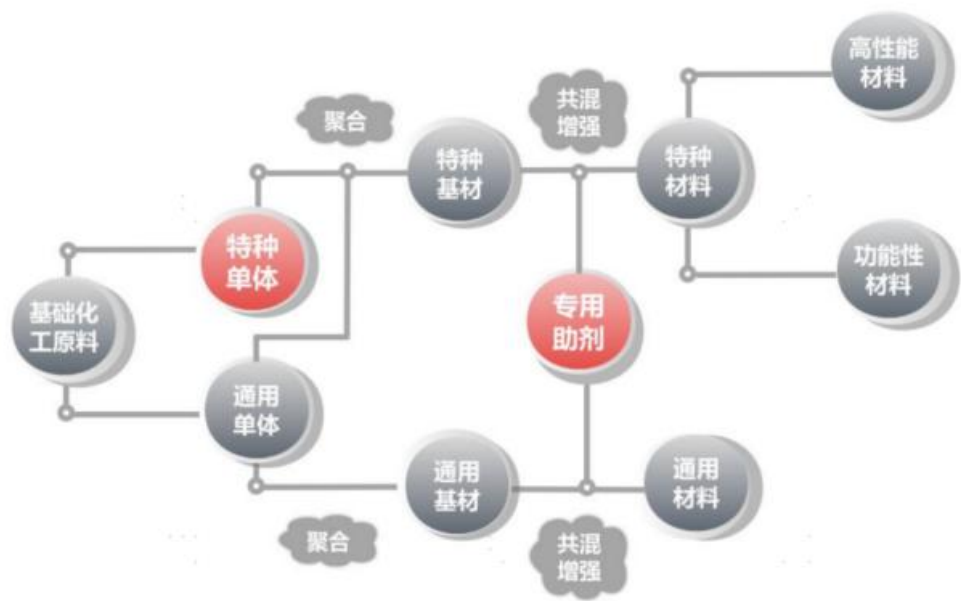 高性能
材料
聚合
共混
增强
特种
基材
特种
材料
特种
单体
功能性
材料
基础化
工原料
专用
助剂
通用
单体
通用
基材
通用
材料
聚合
共混
增强